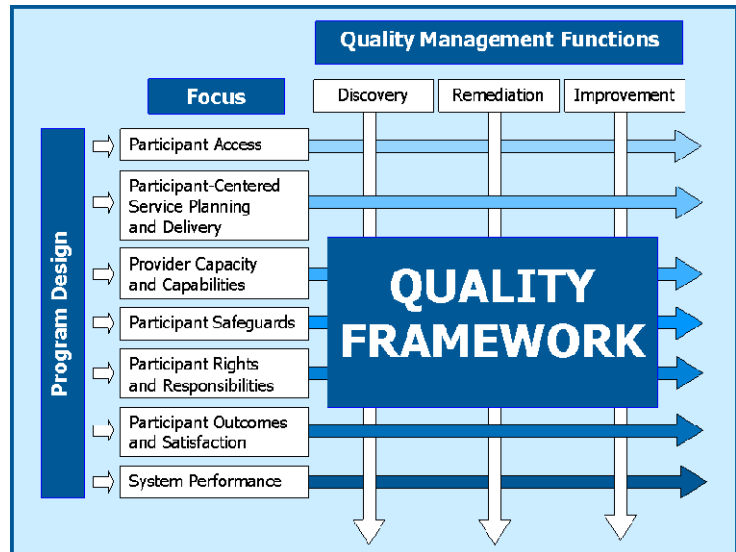 Quality Management Functions
Focus
Discovery
Remediation
Improvement
Program Design
Participant Access
Participant-Centered
Service Planning
and Delivery
Provider Capacity
and Capabilities
Participant Safeguards
Participant Rights
and Responsibilities
Participant Outcomes
and Satisfaction
System Performance
QUALITY
FRAMEWORK